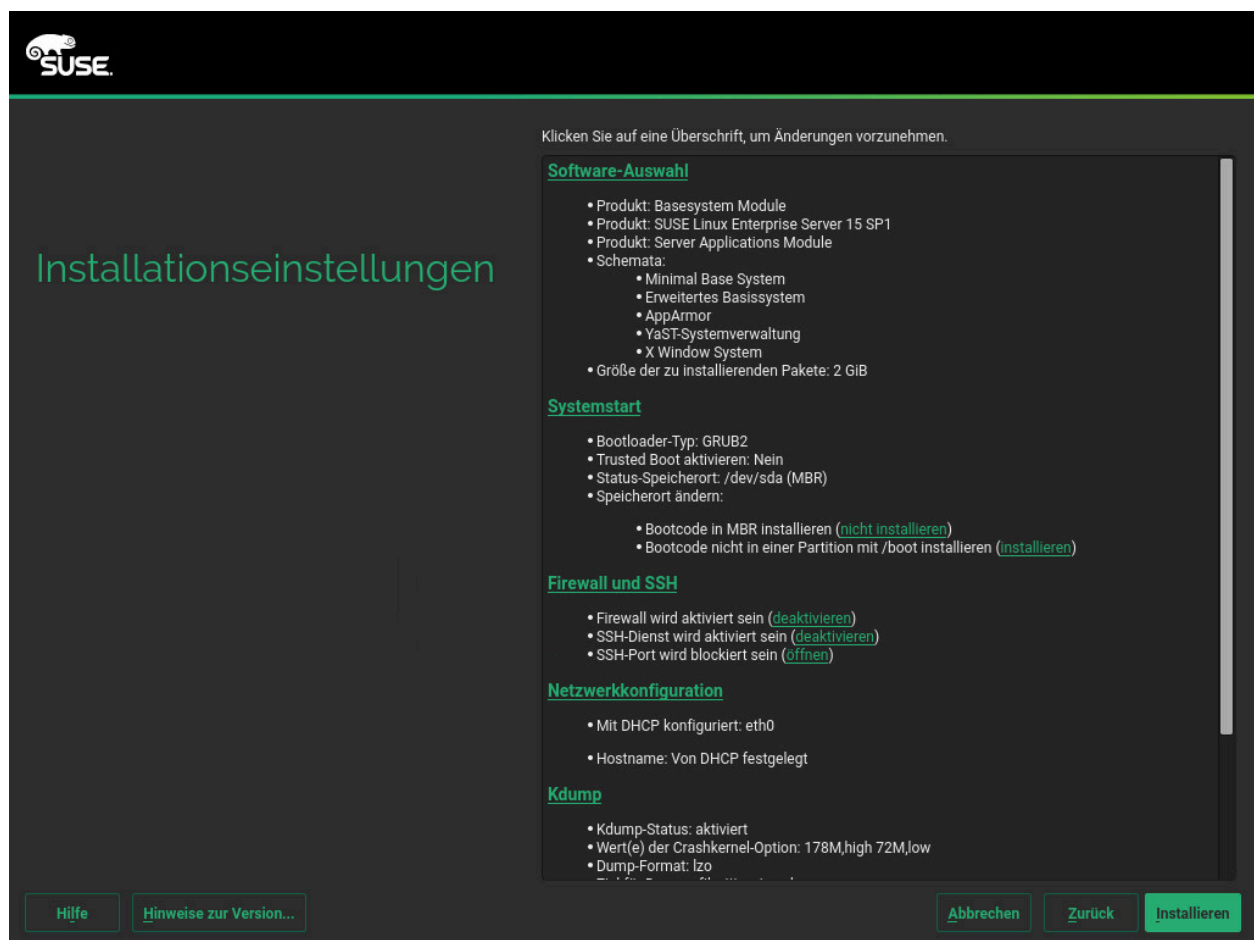 SUSE.
Klicken Sie auf eine Überschrift, um Änderungen vorzunehmen.
Installationseinstellungen
Software-Auswahl
• Produkt: Basesystem Module
• Produkt: SUSE Linux Enterprise Server 15 SP1
• Produkt: Server Applications Module
• Schemata:
• Minimal Base System
• Erweitertes Basissystem
• AppArmor
• YaST-Systemverwaltung
• X Window System
• Größe der zu installierenden Pakete: 2 GiB
Systemstart
• Bootloader-Typ: GRUB2
• Trusted Boot aktivieren: Nein
• Status-Speicherort: /dev/sda (MBR)
• Speicherort ändern:
• Bootcode in MBR installieren (nicht installieren)
• Bootcode nicht in einer Partition mit /boot installieren (installieren)
Firewall und SSH
• Firewall wird aktiviert sein (deaktivieren)
• SSH-Dienst wird aktiviert sein (deaktivieren)
• SSH-Port wird blockiert sein (öffnen)
Netzwerkkonfiguration
• Mit DHCP konfiguriert: eth0
• Hostname: Von DHCP festgelegt
Kdump
• Kdump-Status: aktiviert
• Wert(e) der Crashkernel-Option: 178M,high 72M,low
• Dump-Format: lzo
Hilfe
Hinweise zur Version...
Abbrechen
Zurück
Installieren